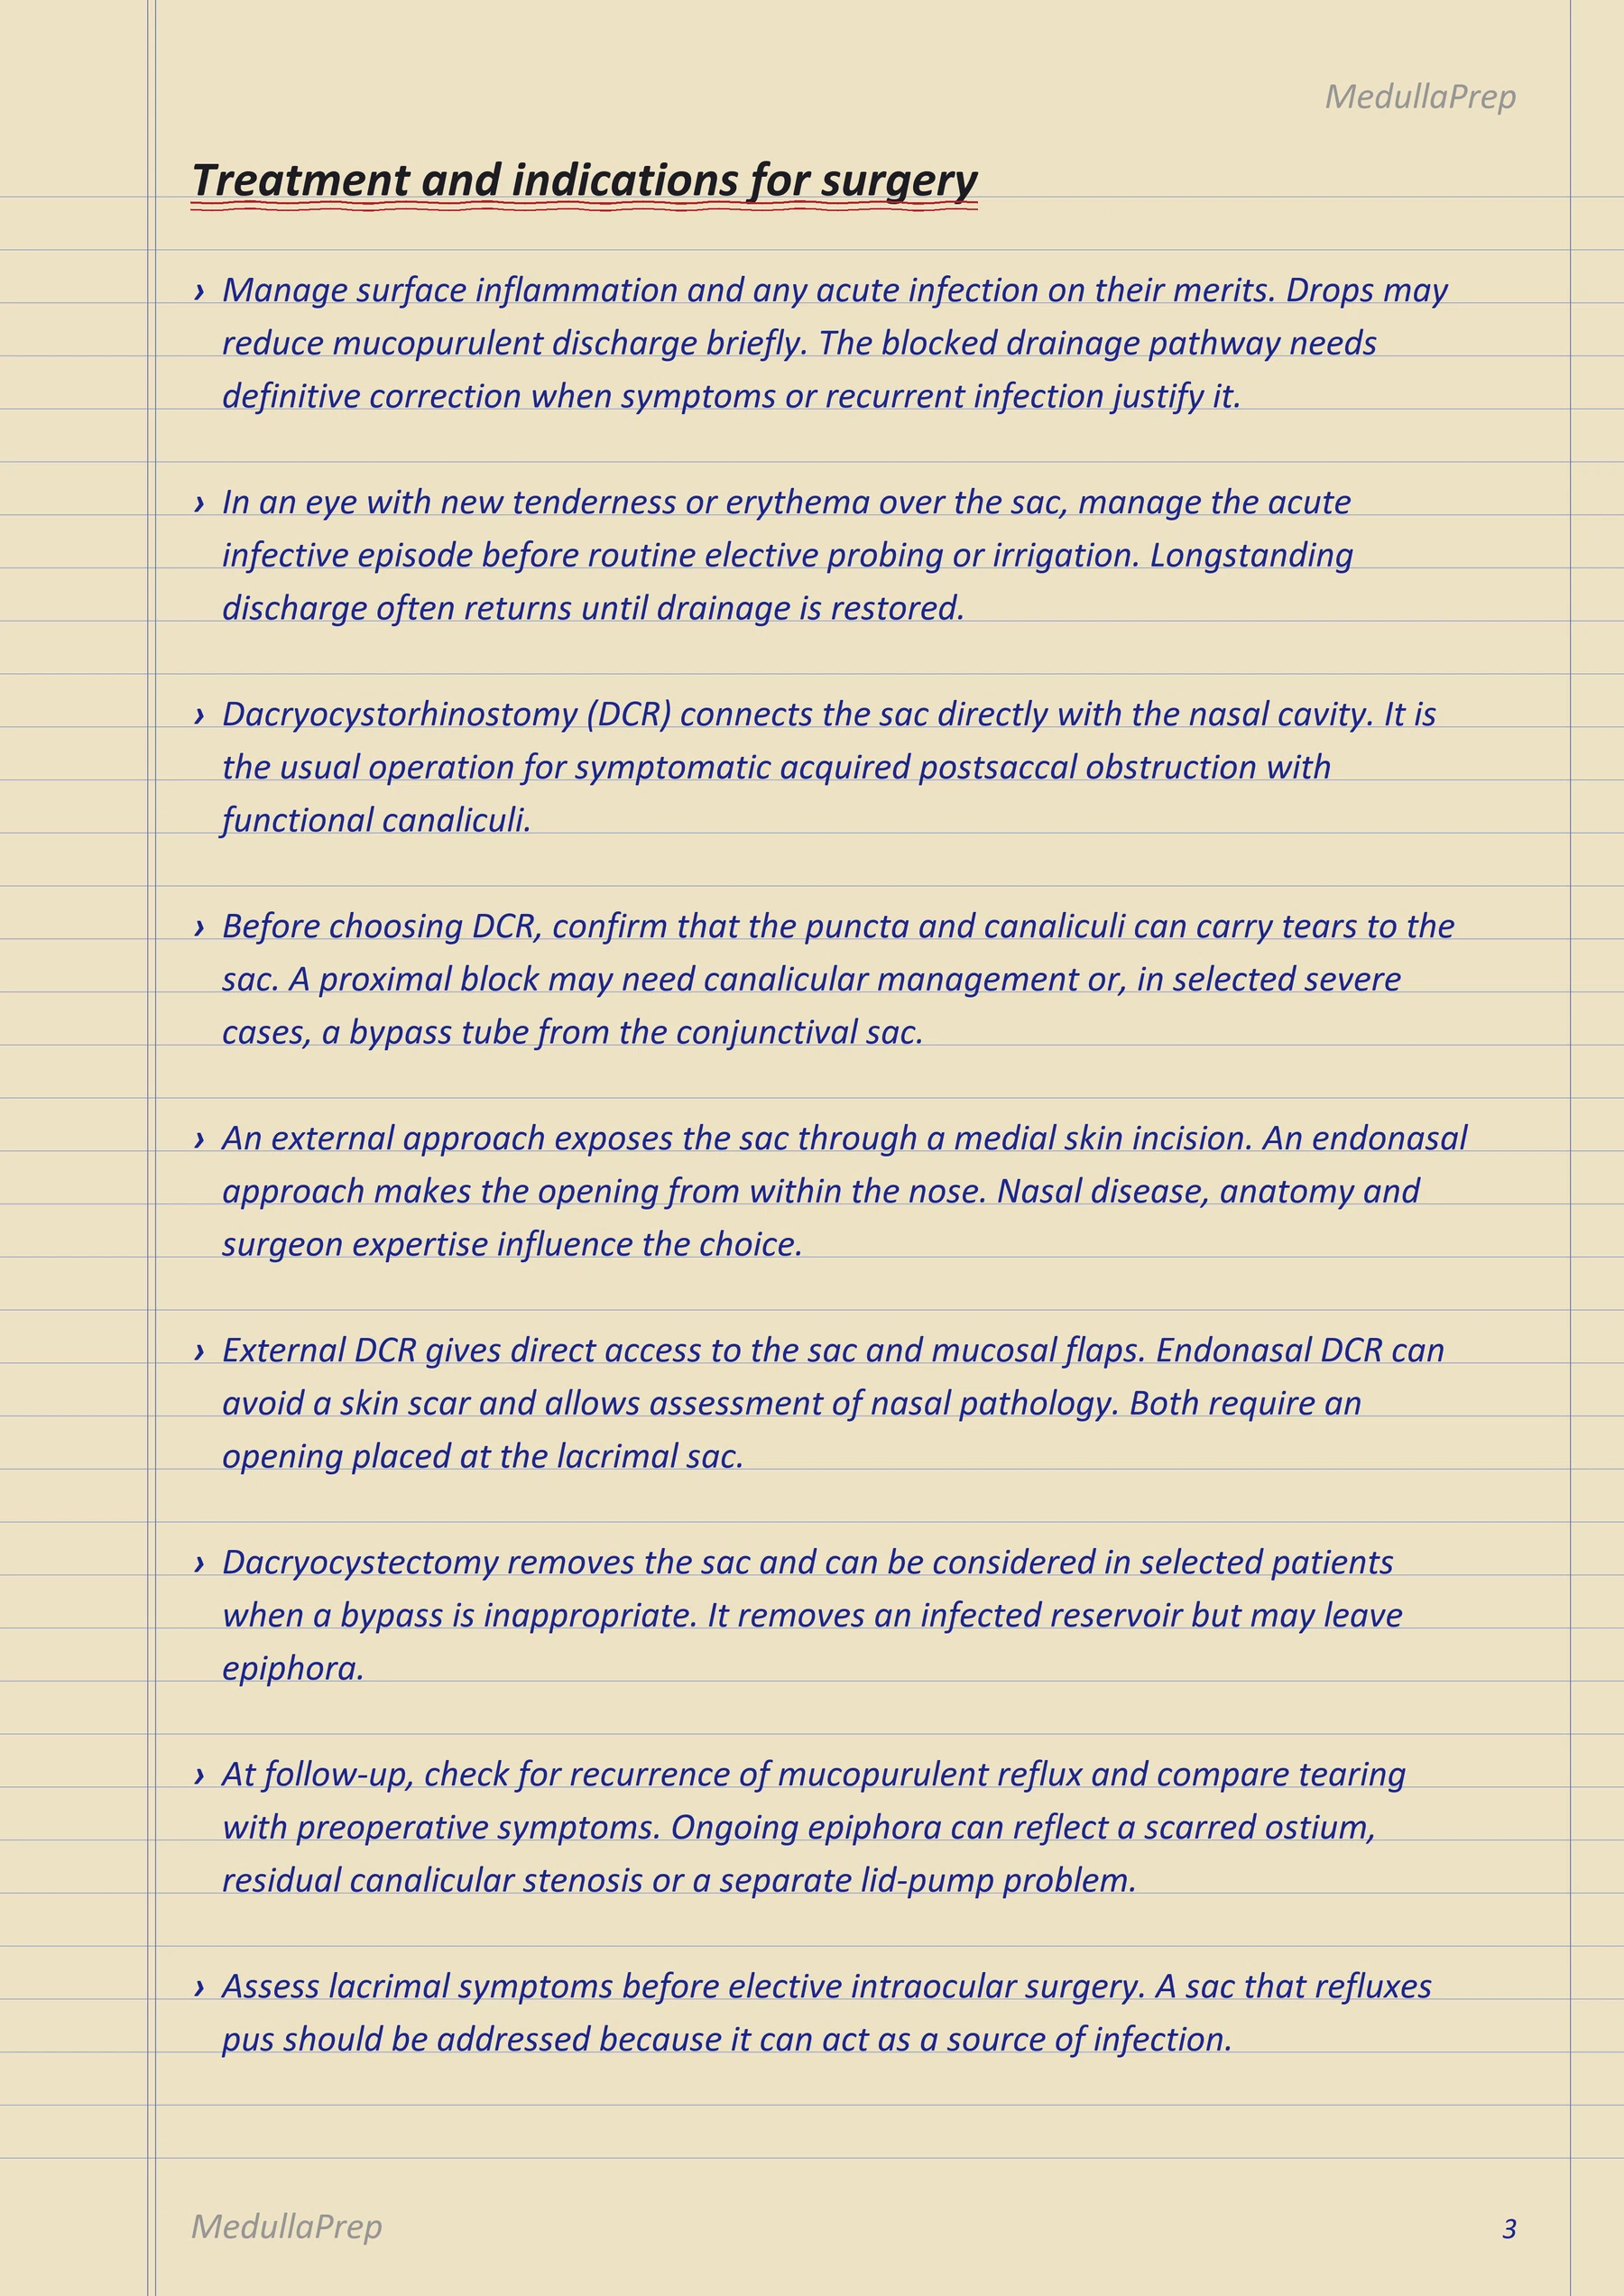 MedullaPrep
Treatment and indications for surgery
› Manage surface inflammation and any acute infection on their merits. Drops may
reduce mucopurulent discharge briefly. The blocked drainage pathway needs
definitive correction when symptoms or recurrent infection justify it.
› In an eye with new tenderness or erythema over the sac, manage the acute
infective episode before routine elective probing or irrigation. Longstanding
discharge often returns until drainage is restored.
› Dacryocystorhinostomy (DCR) connects the sac directly with the nasal cavity. It is
the usual operation for symptomatic acquired postsaccal obstruction with
functional canaliculi.
› Before choosing DCR, confirm that the puncta and canaliculi can carry tears to the
sac. A proximal block may need canalicular management or, in selected severe
cases, a bypass tube from the conjunctival sac.
› An external approach exposes the sac through a medial skin incision. An endonasal
approach makes the opening from within the nose. Nasal disease, anatomy and
surgeon expertise influence the choice.
› External DCR gives direct access to the sac and mucosal flaps. Endonasal DCR can
avoid a skin scar and allows assessment of nasal pathology. Both require an
opening placed at the lacrimal sac.
› Dacryocystectomy removes the sac and can be considered in selected patients
when a bypass is inappropriate. It removes an infected reservoir but may leave
epiphora.
› At follow-up, check for recurrence of mucopurulent reflux and compare tearing
with preoperative symptoms. Ongoing epiphora can reflect a scarred ostium,
residual canalicular stenosis or a separate lid-pump problem.
› Assess lacrimal symptoms before elective intraocular surgery. A sac that refluxes
pus should be addressed because it can act as a source of infection.
MedullaPrep
3